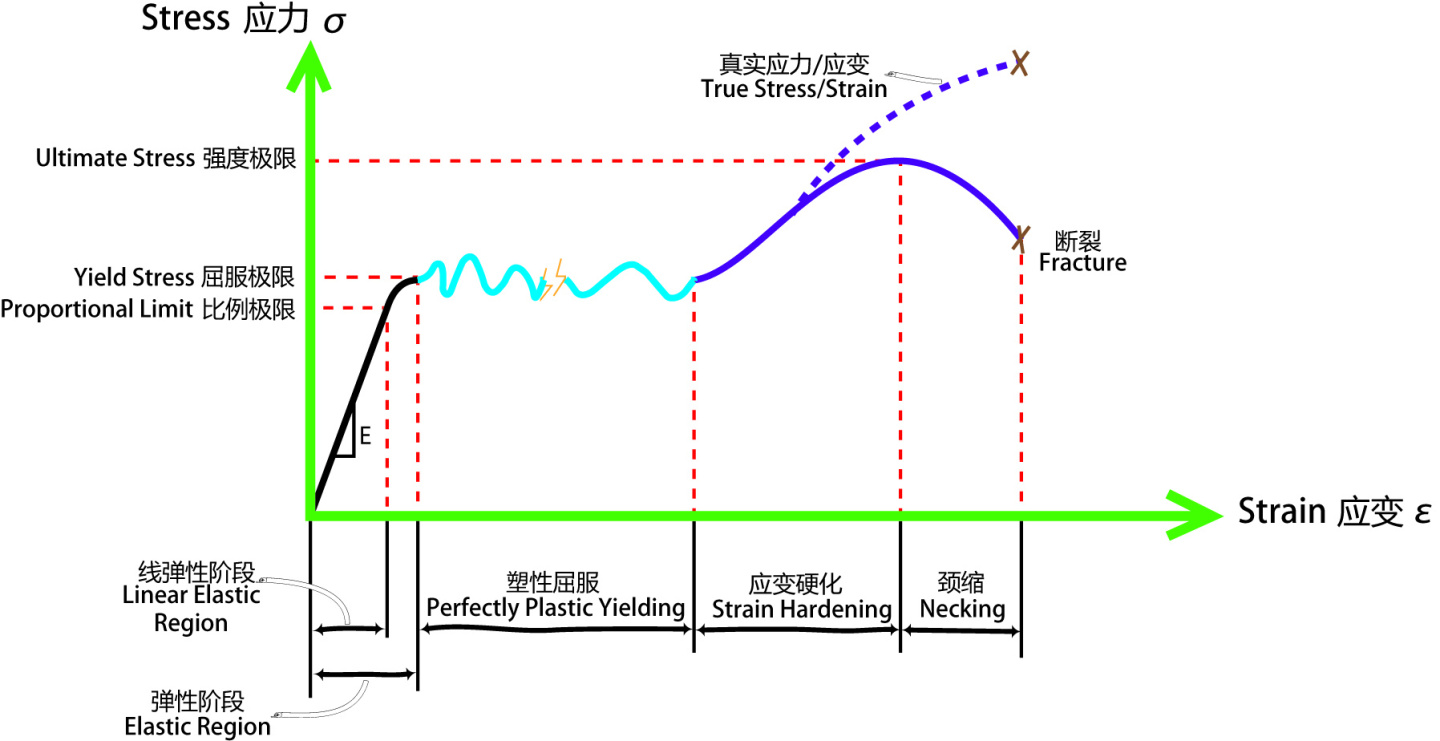 Stress 应力 σ
真实应力/应变
True Stress/Strain
Ultimate Stress 强度极限
断裂
Fracture
Yield Stress 屈服极限
Proportional Limit 比例极限
E
Strain 应变 ε
线弹性阶段
Linear Elastic
Region
塑性屈服
Perfectly Plastic Yielding
应变硬化
Strain Hardening
颈缩
Necking
弹性阶段
Elastic Region